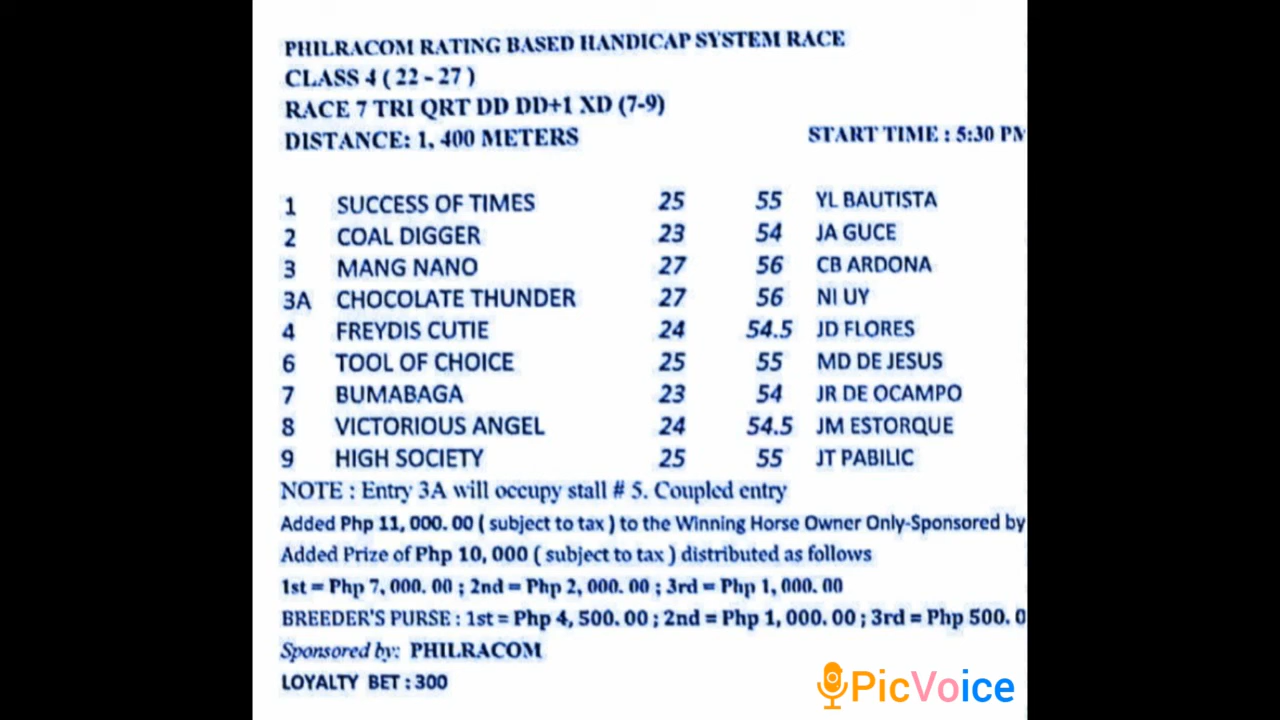 PHILRACOM RATING BASED HANDICAP SYSTEM RACE
CLASS 4 ( 22 - 27 )
RACE 7 TRI QRT DD DD+1 XD (7-9)
DISTANCE: 1, 400 METERS START TIME : 5:30 PM
1 SUCCESS OF TIMES 25 55 YL BAUTISTA
2 COAL DIGGER 23 54 JA GUCE
3 MANG NANO 27 56 CB ARDONA
3A CHOCOLATE THUNDER 27 56 NI UY
4 FREYDIS CUTIE 24 54.5 JD FLORES
6 TOOL OF CHOICE 25 55 MD DE JESUS
7 BUMABAGA 23 54 JR DE OCAMPO
8 VICTORIOUS ANGEL 24 54.5 JM ESTORQUE
9 HIGH SOCIETY 25 55 JT PABILIC
NOTE : Entry 3A will occupy stall # 5. Coupled entry
Added Php 11, 000. 00 ( subject to tax ) to the Winning Horse Owner Only-Sponsored by
Added Prize of Php 10, 000 ( subject to tax ) distributed as follows
1st = Php 7, 000. 00 ; 2nd = Php 2, 000. 00 ; 3rd = Php 1, 000. 00
BREEDER'S PURSE : 1st = Php 4, 500. 00 ; 2nd = Php 1, 000. 00 ; 3rd = Php 500. 0
Sponsored by: PHILRACOM
LOYALTY BET : 300
PicVoice